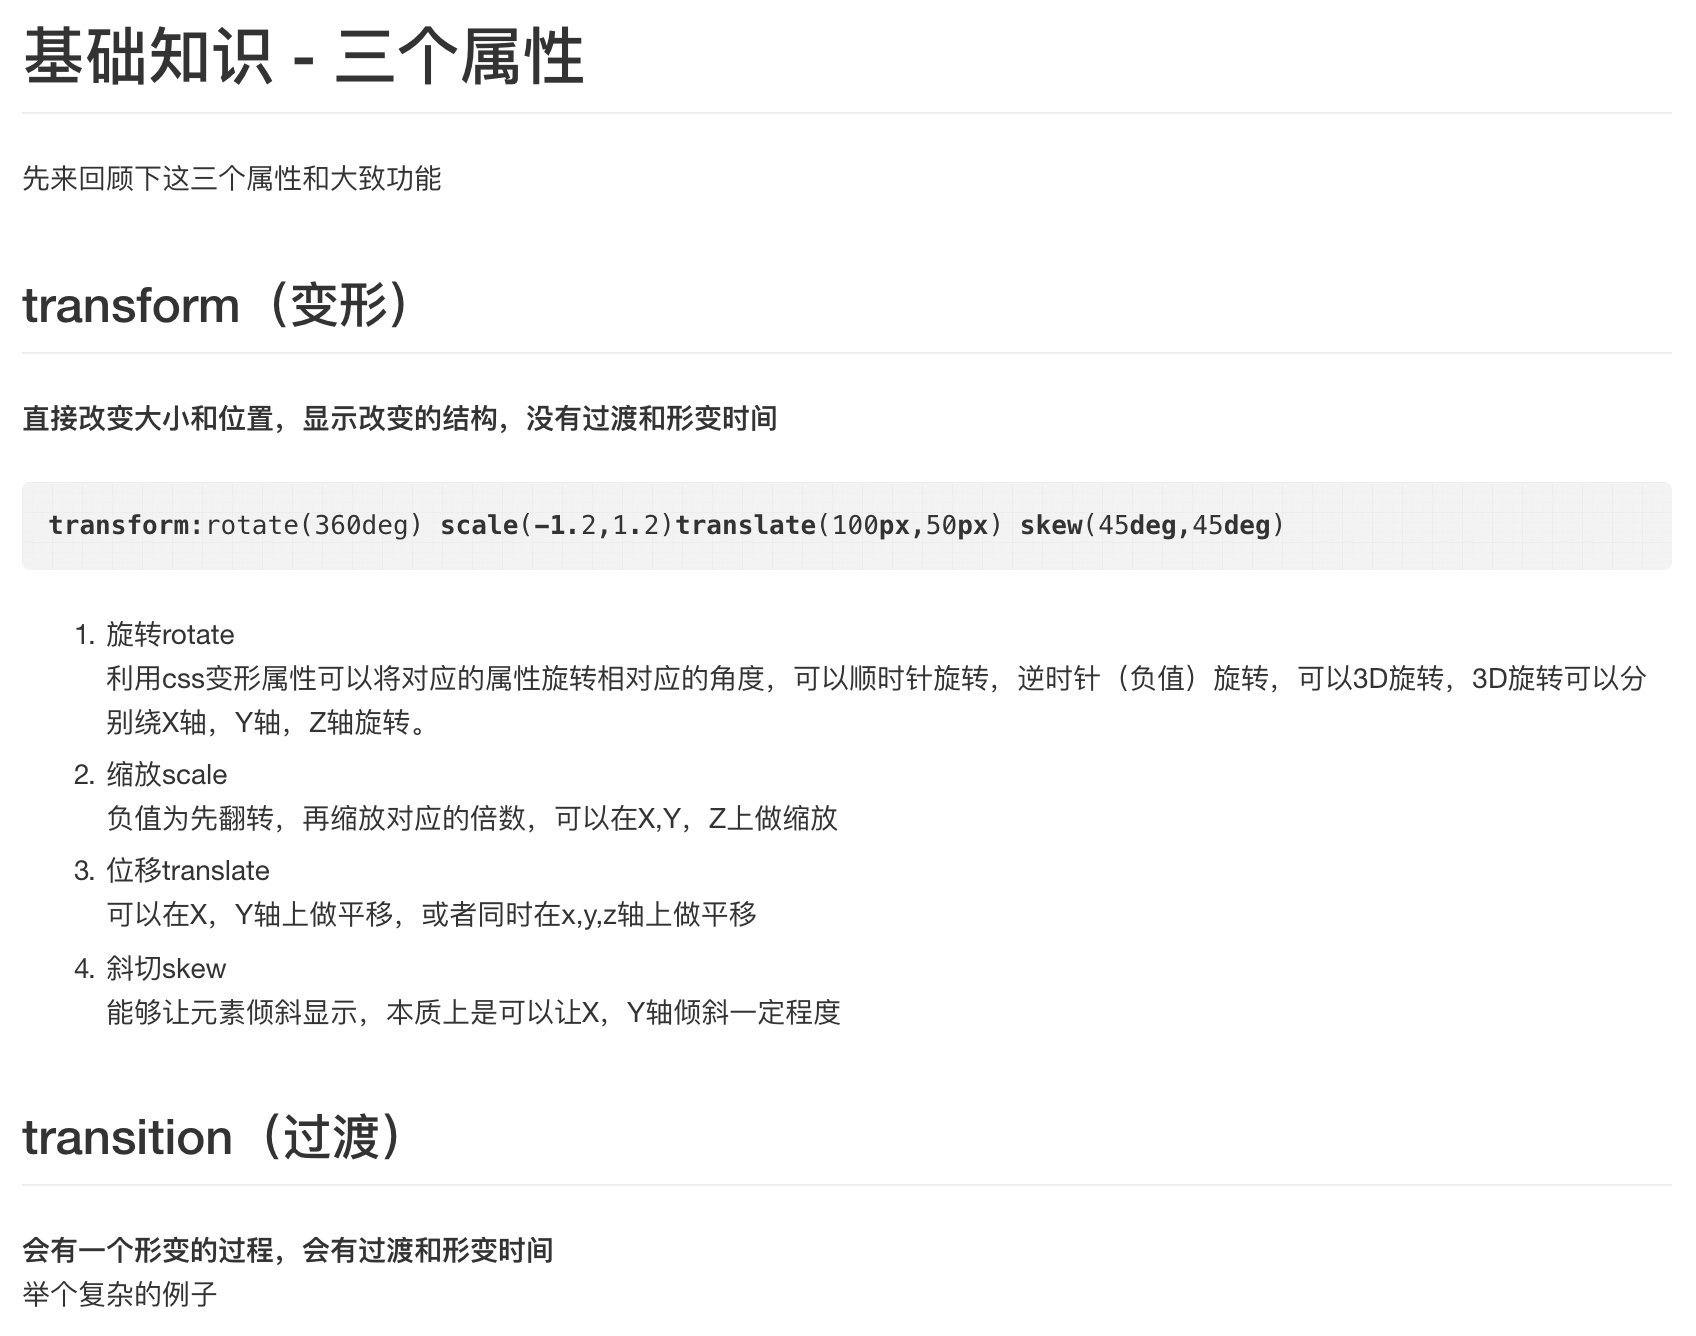 基础知识 - 三个属性
先来回顾下这三个属性和大致功能
transform（变形）
直接改变大小和位置，显示改变的结构，没有过渡和形变时间
transform:rotate(360deg) scale(-1.2,1.2)translate(100px,50px) skew(45deg,45deg)
1. 旋转rotate
利用css变形属性可以将对应的属性旋转相对应的角度，可以顺时针旋转，逆时针（负值）旋转，可以3D旋转，3D旋转可以分
别绕X轴，Y轴，Z轴旋转。
2. 缩放scale
负值为先翻转，再缩放对应的倍数，可以在X,Y，Z上做缩放
3. 位移translate
可以在X，Y轴上做平移，或者同时在x,y,z轴上做平移
4. 斜切skew
能够让元素倾斜显示，本质上是可以让X，Y轴倾斜一定程度
transition（过渡）
会有一个形变的过程，会有过渡和形变时间
举个复杂的例子